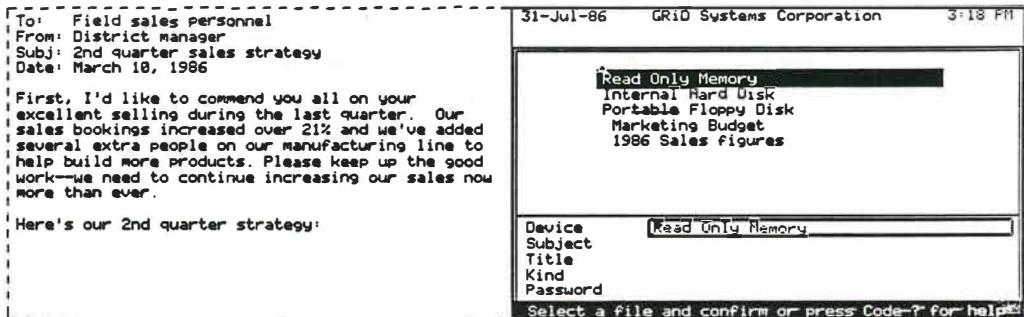 To: Field sales personnel
From: District manager
Subj: 2nd quarter sales strategy
Date: March 10, 1986
First, I'd like to commend you all on your
excellent selling during the last quarter. Our
sales bookings increased over 21% and we've added
several extra people on our manufacturing line to
help build more products. Please keep up the good
work--we need to continue increasing our sales now
more than ever.
Here's our 2nd quarter strategy:
31-Jul-86 GRiD Systems Corporation 3:18 PM
Read Only Memory
Internal Hard Disk
Portable Floppy Disk
Marketing Budget
1986 Sales figures
Device Read Only Memory
Subject
Title
Kind
Password
Select a file and confirm or press Code-? for help